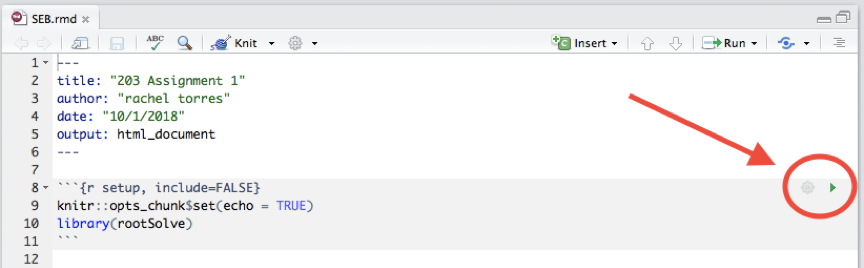 SEB.rmd
ABC
Knit
Insert
Run
1 ---
2 title: "203 Assignment 1"
3 author: "rachel torres"
4 date: "10/1/2018"
5 output: html_document
6 ---
7
8 ```{r setup, include=FALSE}
9 knitr::opts_chunk$set(echo = TRUE)
10 library(rootSolve)
11 ```
12